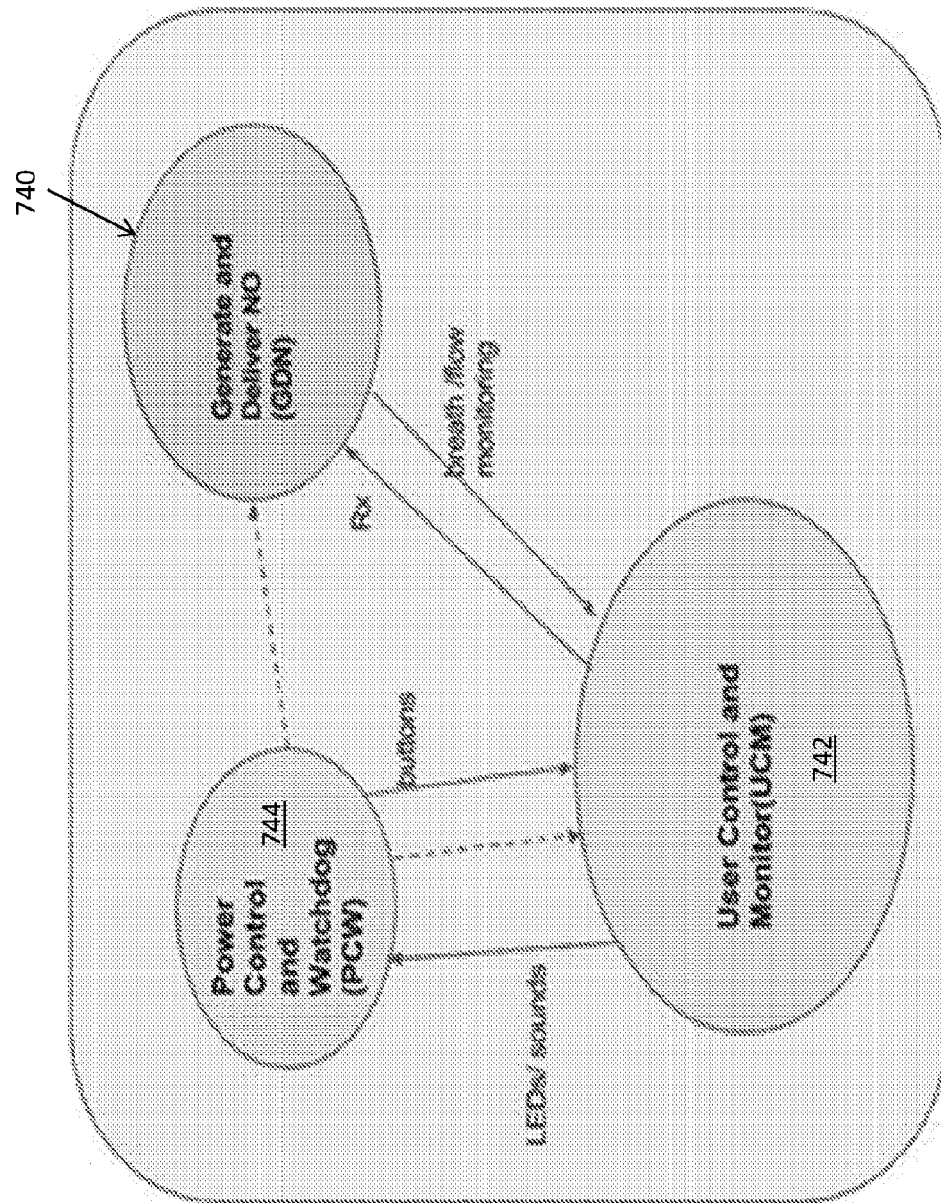 740
Generate and
Deliver NO
(GDN)
Power
Control
and
Watchdog
(PCW)
744
Rx
breath /flow
monitoring
buttons
LEDs/ sounds
User Control and
Monitor(UCM)
742